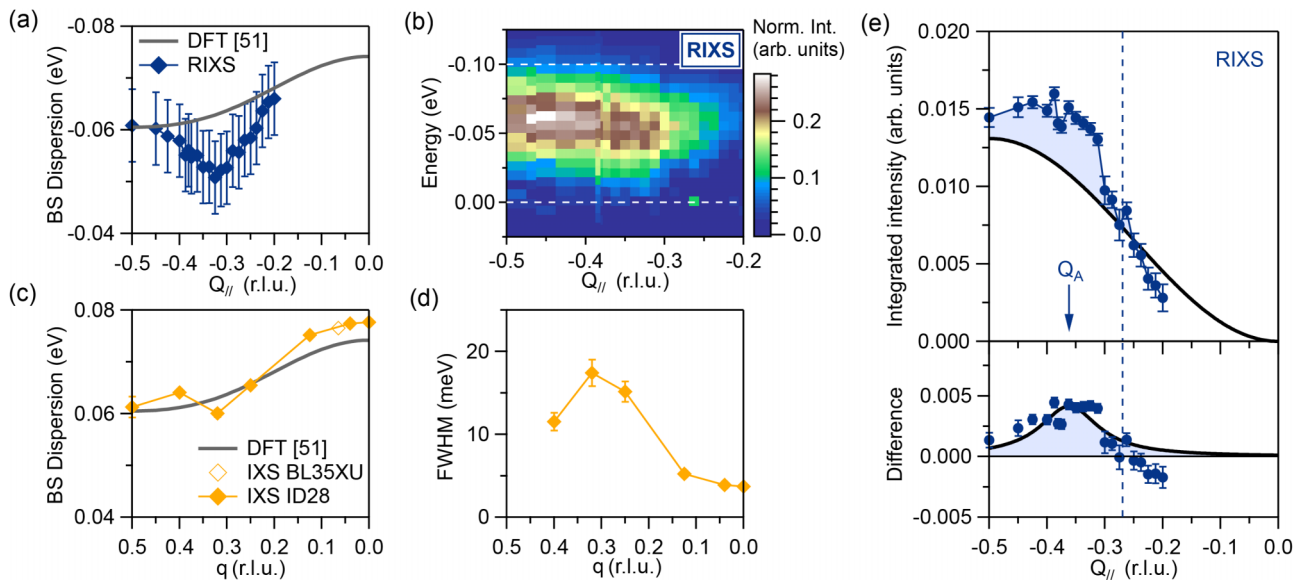 (a)
-0.08
-0.06
-0.04
BS Dispersion (eV)
DFT [51]
RIXS
-0.5 -0.4 -0.3 -0.2 -0.1 0.0
Q// (r.l.u.)
(b)
-0.10
-0.05
0.00
Energy (eV)
RIXS
-0.5 -0.4 -0.3 -0.2
Q// (r.l.u.)
Norm. Int.
(arb. units)
0.2
0.1
0.0
(c)
0.08
0.06
0.04
BS Dispersion (eV)
DFT [51]
IXS BL35XU
IXS ID28
0.5 0.4 0.3 0.2 0.1 0.0
q (r.l.u.)
(d)
20
10
0
FWHM (meV)
0.5 0.4 0.3 0.2 0.1 0.0
q (r.l.u.)
(e)
0.020
0.015
0.010
0.005
0.000
Integrated intensity (arb. units)
RIXS
QA
0.005
0.000
-0.005
Difference
-0.5 -0.4 -0.3 -0.2 -0.1 -0.0
Q// (r.l.u.)